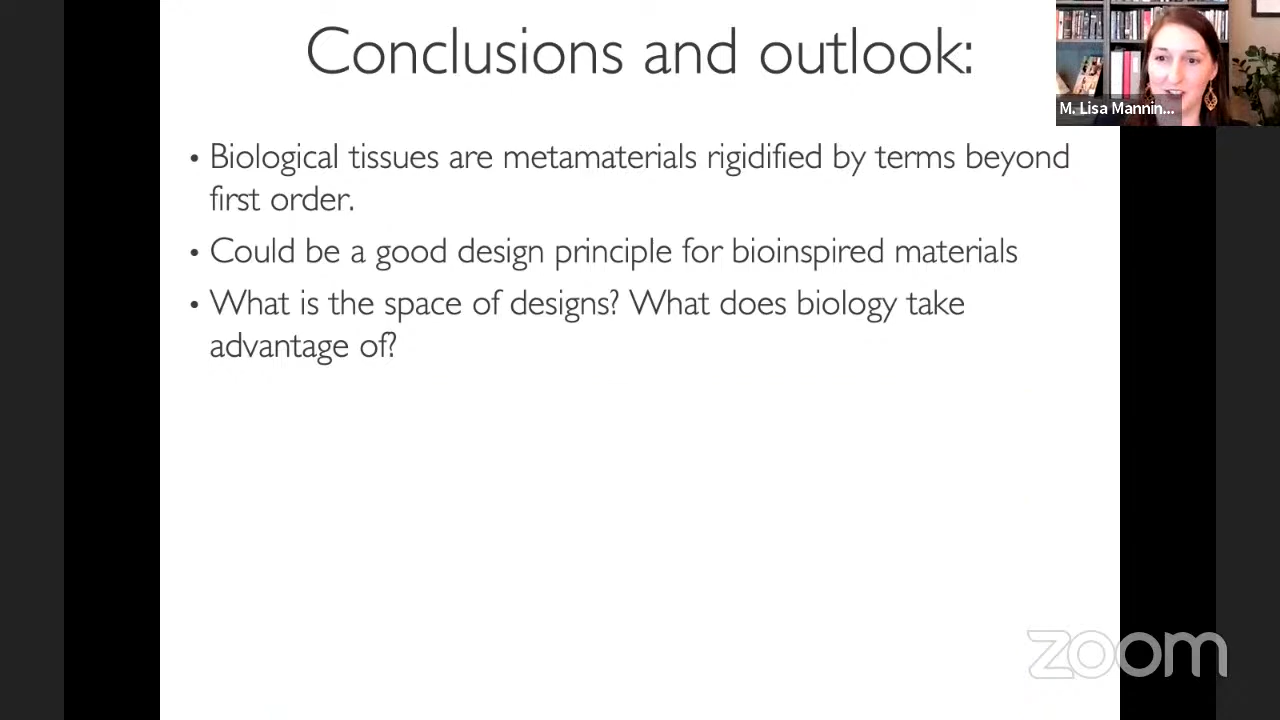 Conclusions and outlook:
M. Lisa Mannin...
• Biological tissues are metamaterials rigidified by terms beyond
first order.
• Could be a good design principle for bioinspired materials
• What is the space of designs? What does biology take
advantage of?
zoom